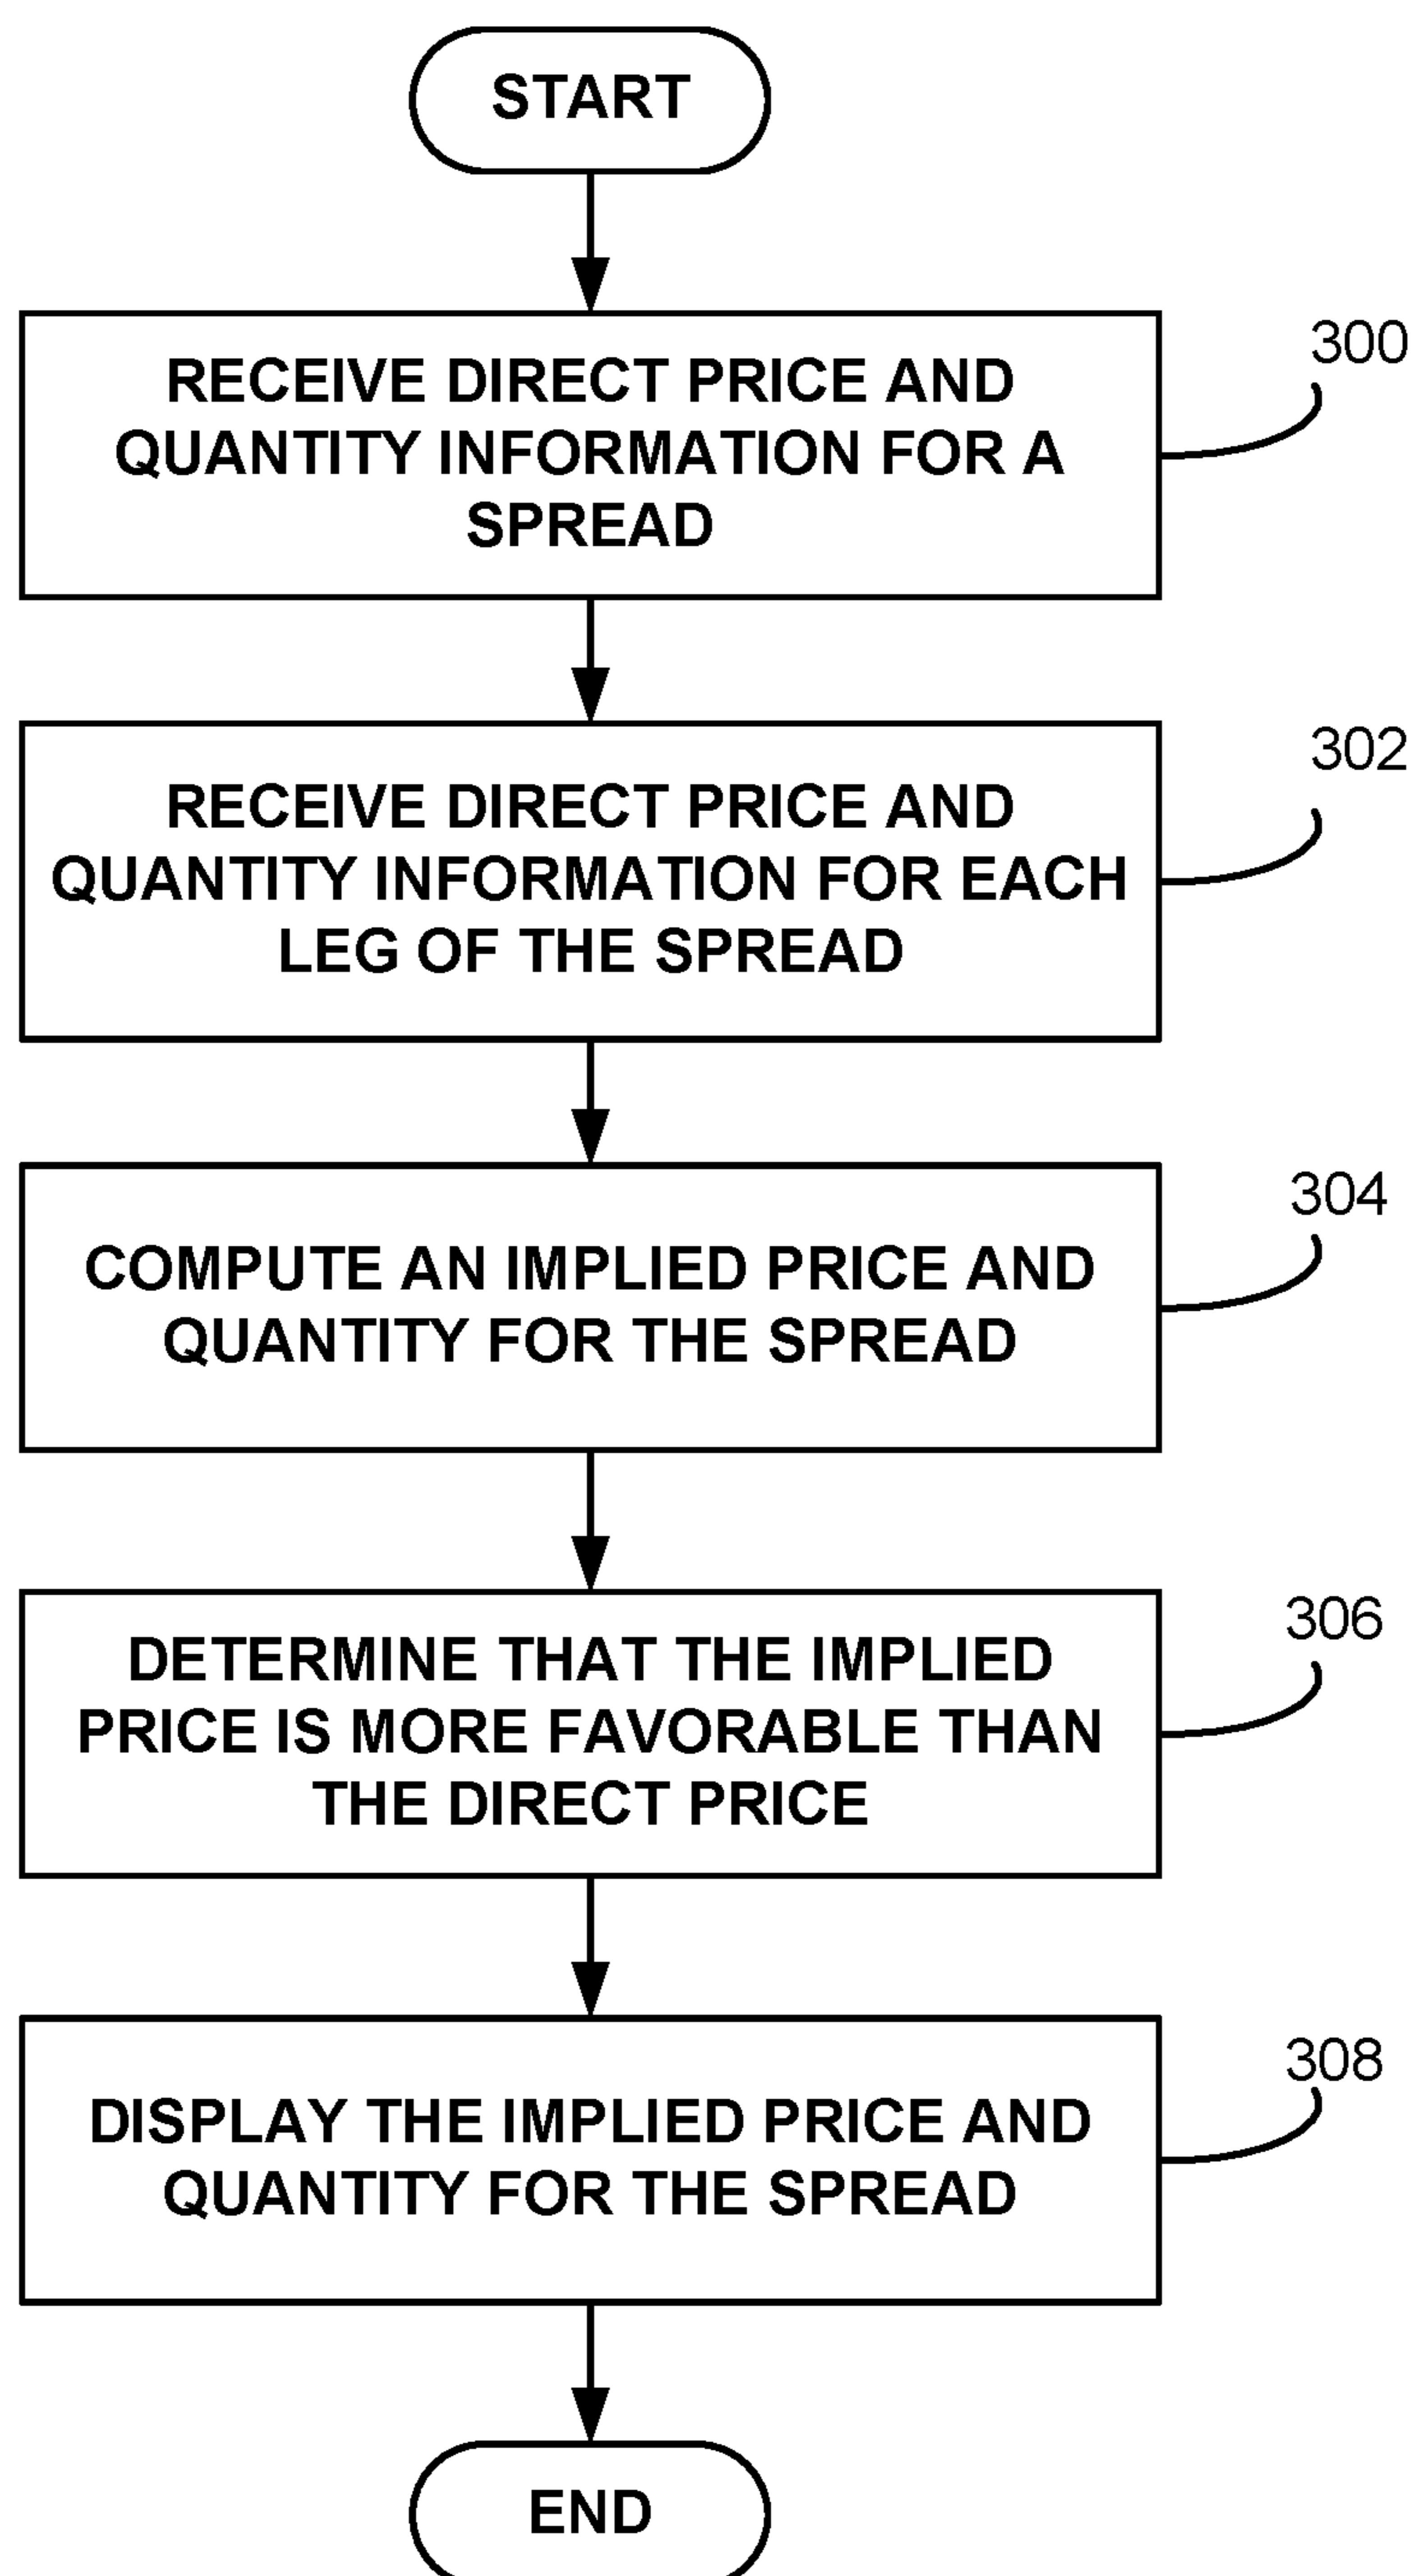 START
RECEIVE DIRECT PRICE AND
QUANTITY INFORMATION FOR A
SPREAD
300
RECEIVE DIRECT PRICE AND
QUANTITY INFORMATION FOR EACH
LEG OF THE SPREAD
302
COMPUTE AN IMPLIED PRICE AND
QUANTITY FOR THE SPREAD
304
DETERMINE THAT THE IMPLIED
PRICE IS MORE FAVORABLE THAN
THE DIRECT PRICE
306
DISPLAY THE IMPLIED PRICE AND
QUANTITY FOR THE SPREAD
308
END